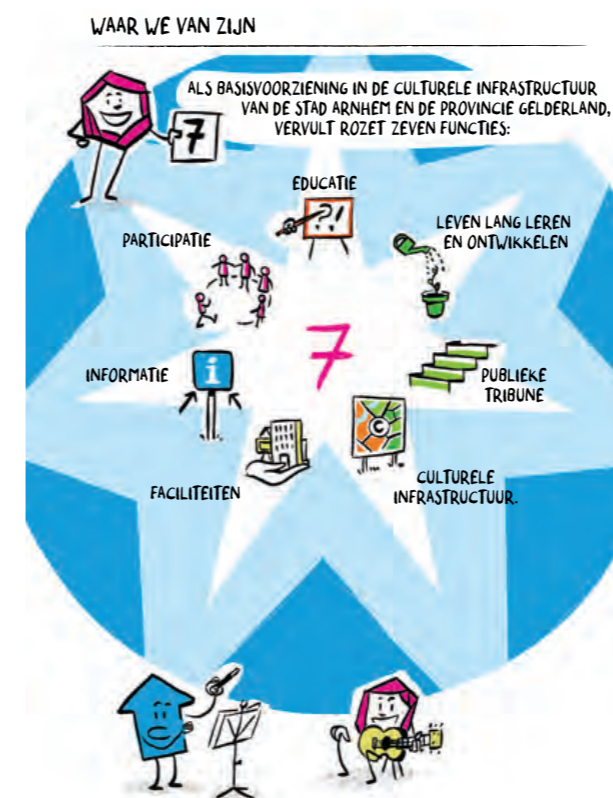 WAAR WE VAN ZIJN
ALS BASISVOORZIENING IN DE CULTURELE INFRASTRUCTUUR
VAN DE STAD ARNHEM EN DE PROVINCIE GELDERLAND,
VERVULT ROZET ZEVEN FUNCTIES:
7
EDUCATIE
?!
LEVEN LANG LEREN
EN ONTWIKKELEN
PARTICIPATIE
7
INFORMATIE
i
PUBLIEKE
TRIBUNE
C
CULTURELE
INFRASTRUCTUUR.
FACILITEITEN